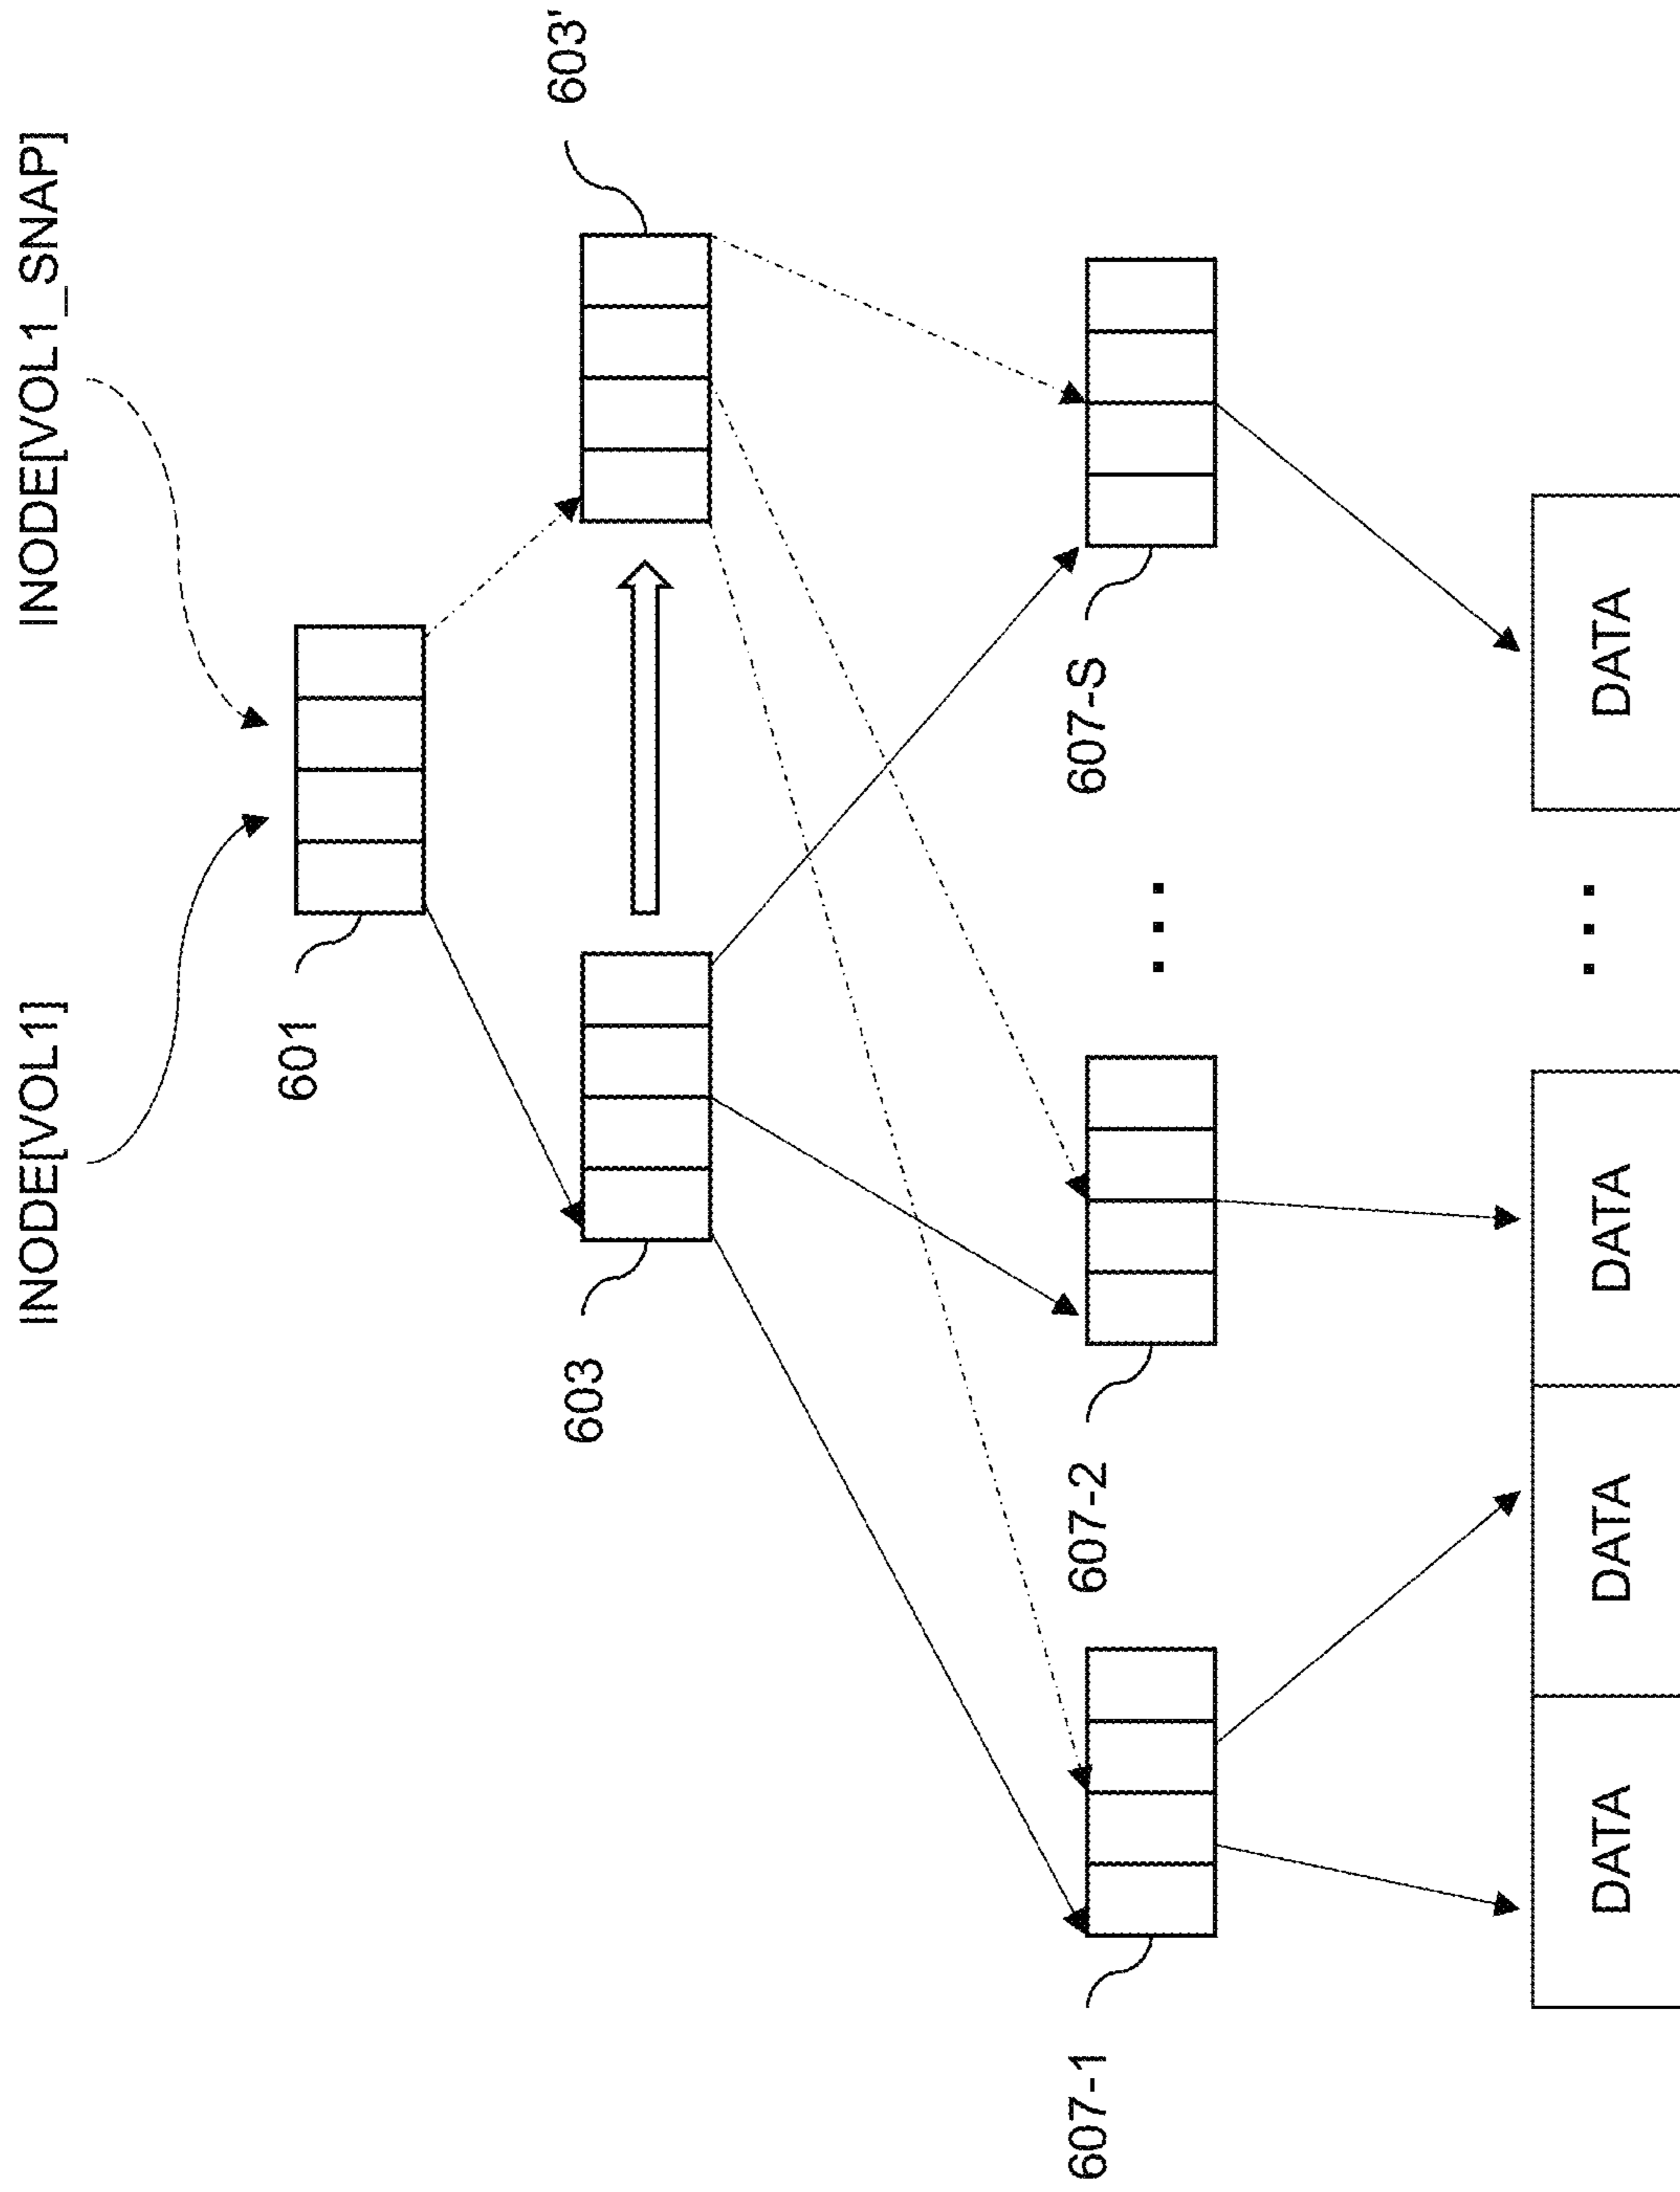 INODE[VOL1]
INODE[VOL1_SNAP]
601
603
603'
607-1
607-2
607-S
...
DATA
DATA
DATA
...
DATA